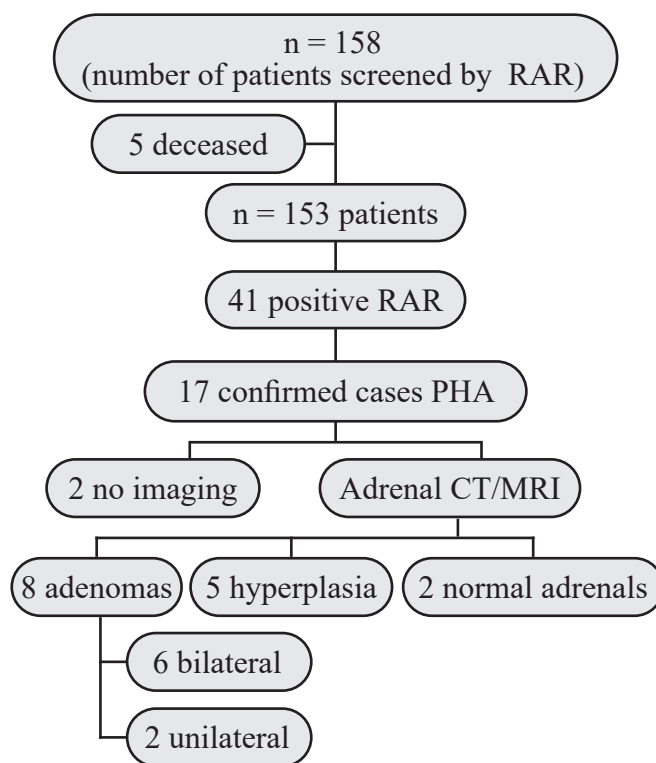 n = 158
(number of patients screened by RAR)
5 deceased
n = 153 patients
41 positive RAR
17 confirmed cases PHA
2 no imaging
Adrenal CT/MRI
8 adenomas
5 hyperplasia
2 normal adrenals
6 bilateral
2 unilateral